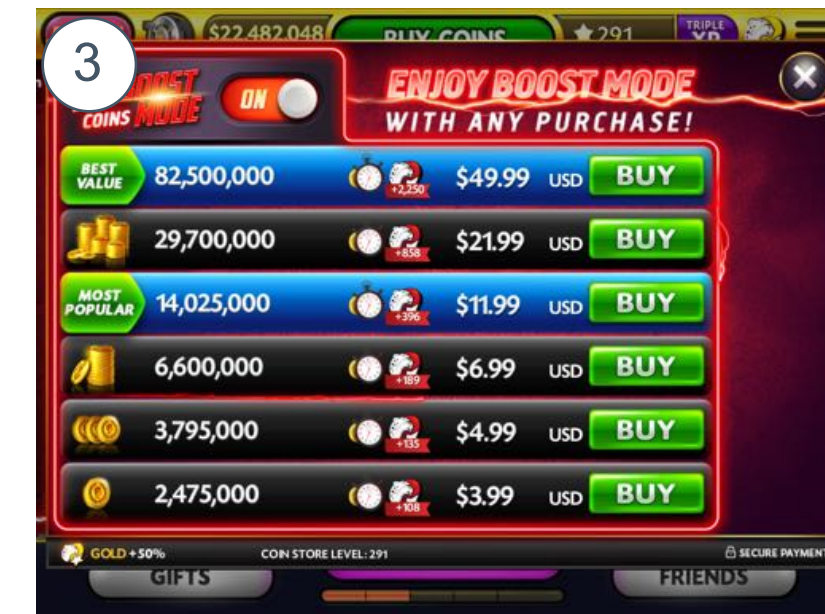 3
$22,482,048
BUY COINS
291
TRIPLE
XP
BOOST
COINS MODE
ON
ENJOY BOOST MODE
WITH ANY PURCHASE!
BEST
VALUE
82,500,000
+2,250
$49.99 USD
BUY
29,700,000
+858
$21.99 USD
BUY
MOST
POPULAR
14,025,000
+396
$11.99 USD
BUY
6,600,000
+189
$6.99 USD
BUY
3,795,000
+135
$4.99 USD
BUY
2,475,000
+108
$3.99 USD
BUY
GOLD +50%
COIN STORE LEVEL: 291
SECURE PAYMENT
GIFTS
FRIENDS